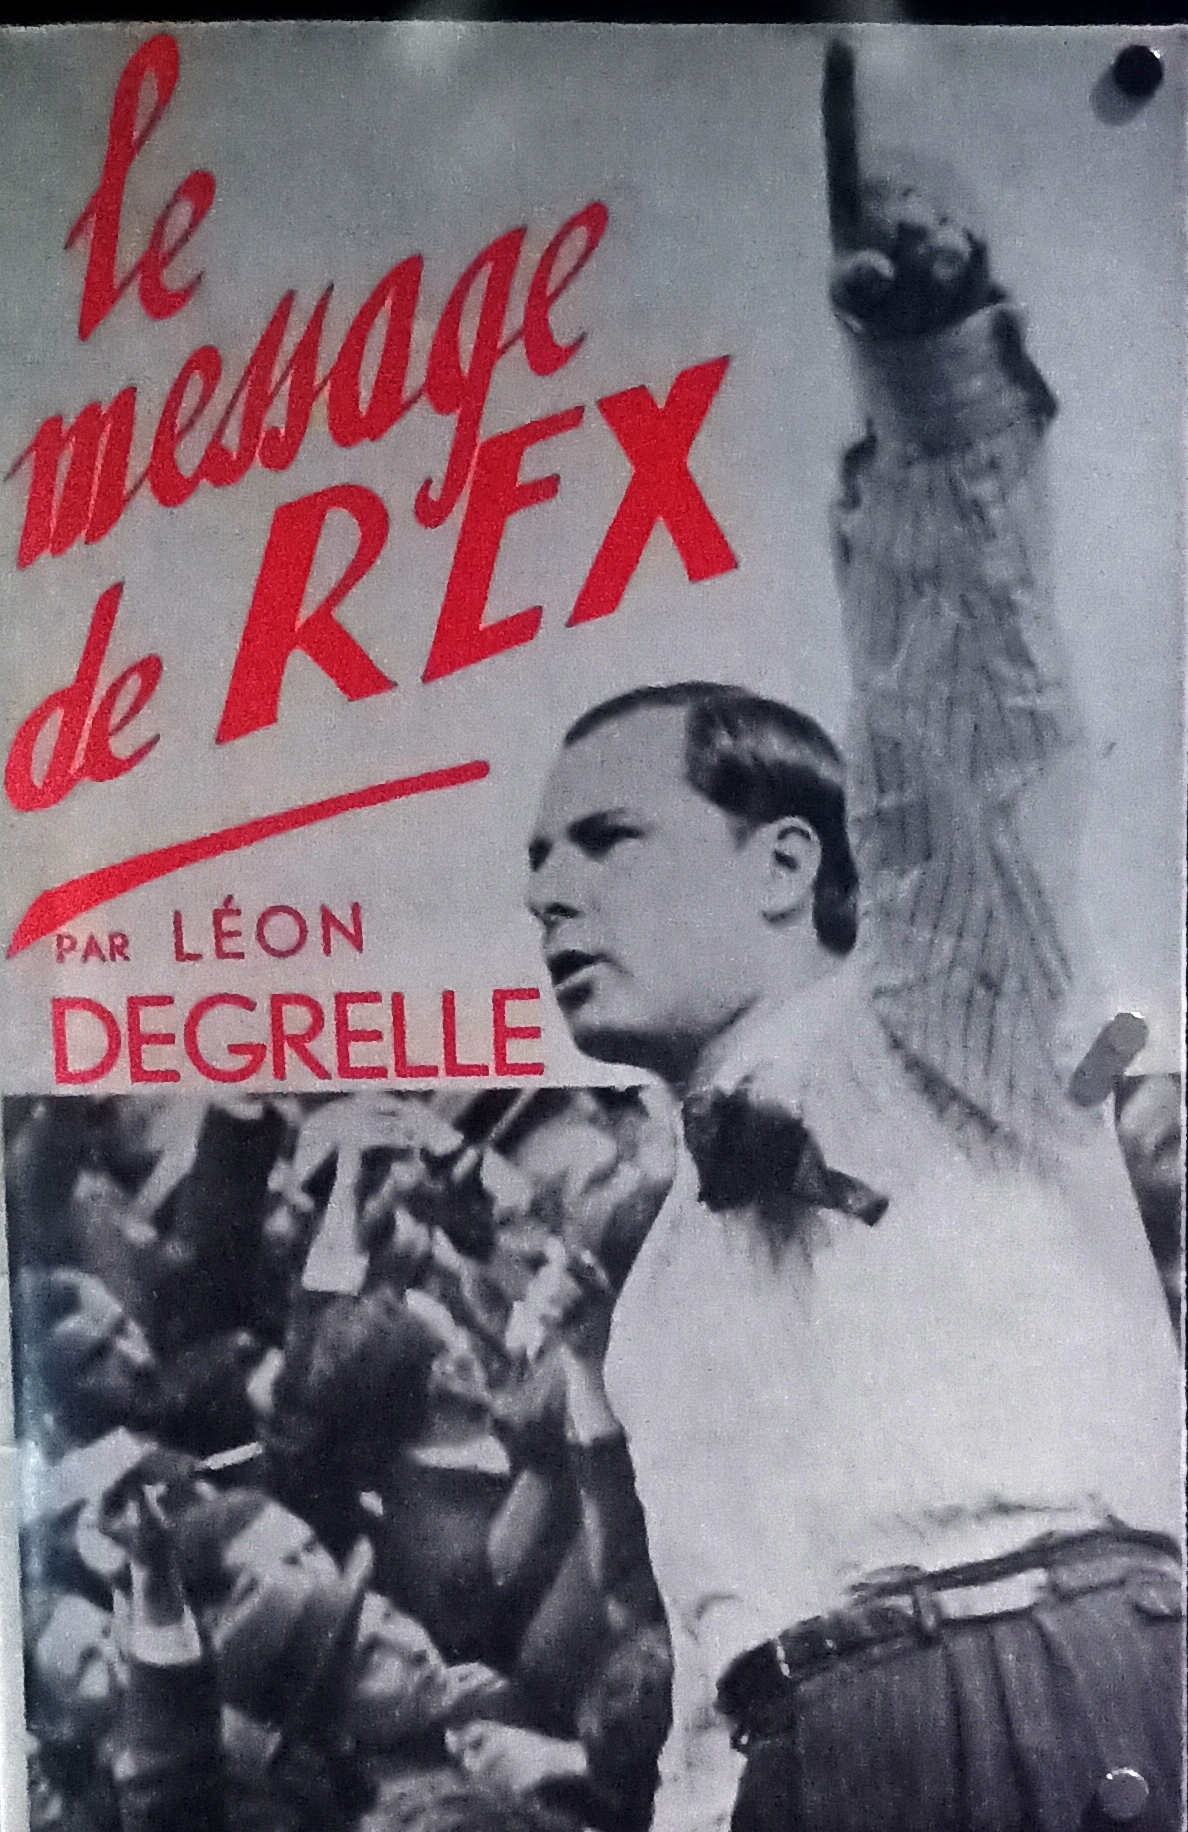 le
message
de REX
PAR LÉON
DEGRELLE